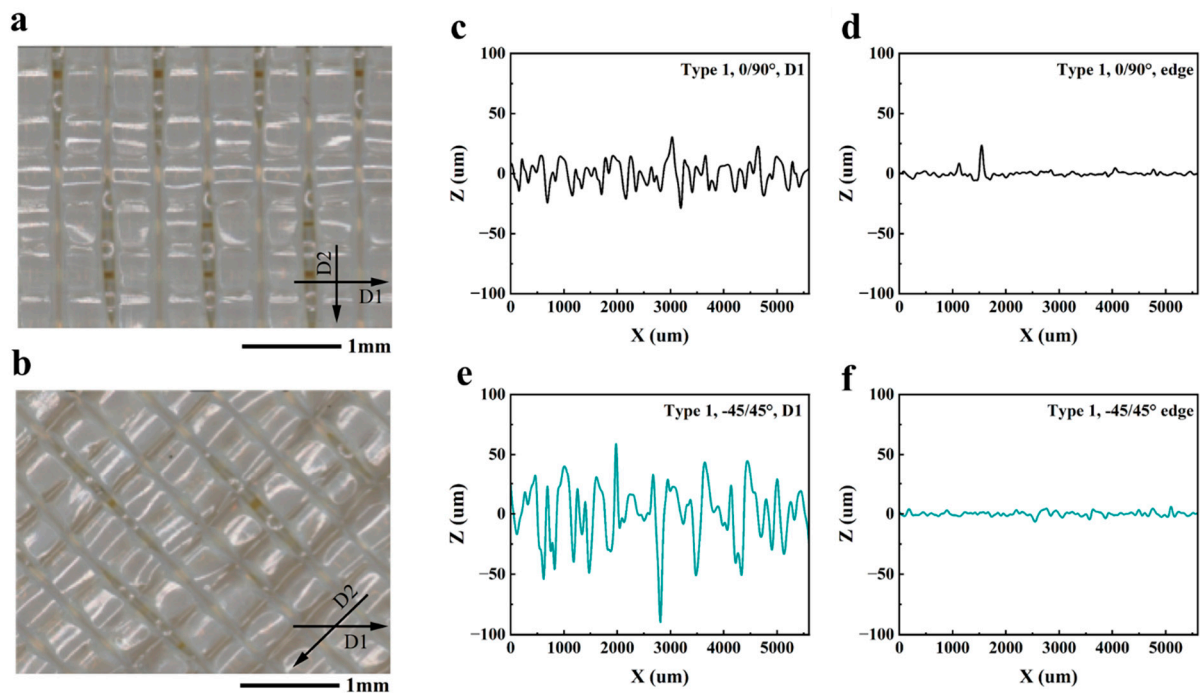 a
D2
D1
1mm
b
D2
D1
1mm
c
Type 1, 0/90°, D1
100
50
0
−50
−100
Z (um)
0 1000 2000 3000 4000 5000
X (um)
d
Type 1, 0/90°, edge
100
50
0
−50
−100
Z (um)
0 1000 2000 3000 4000 5000
X (um)
e
Type 1, -45/45°, D1
100
50
0
−50
−100
Z (um)
0 1000 2000 3000 4000 5000
X (um)
f
Type 1, -45/45° edge
100
50
0
−50
−100
Z (um)
0 1000 2000 3000 4000 5000
X (um)